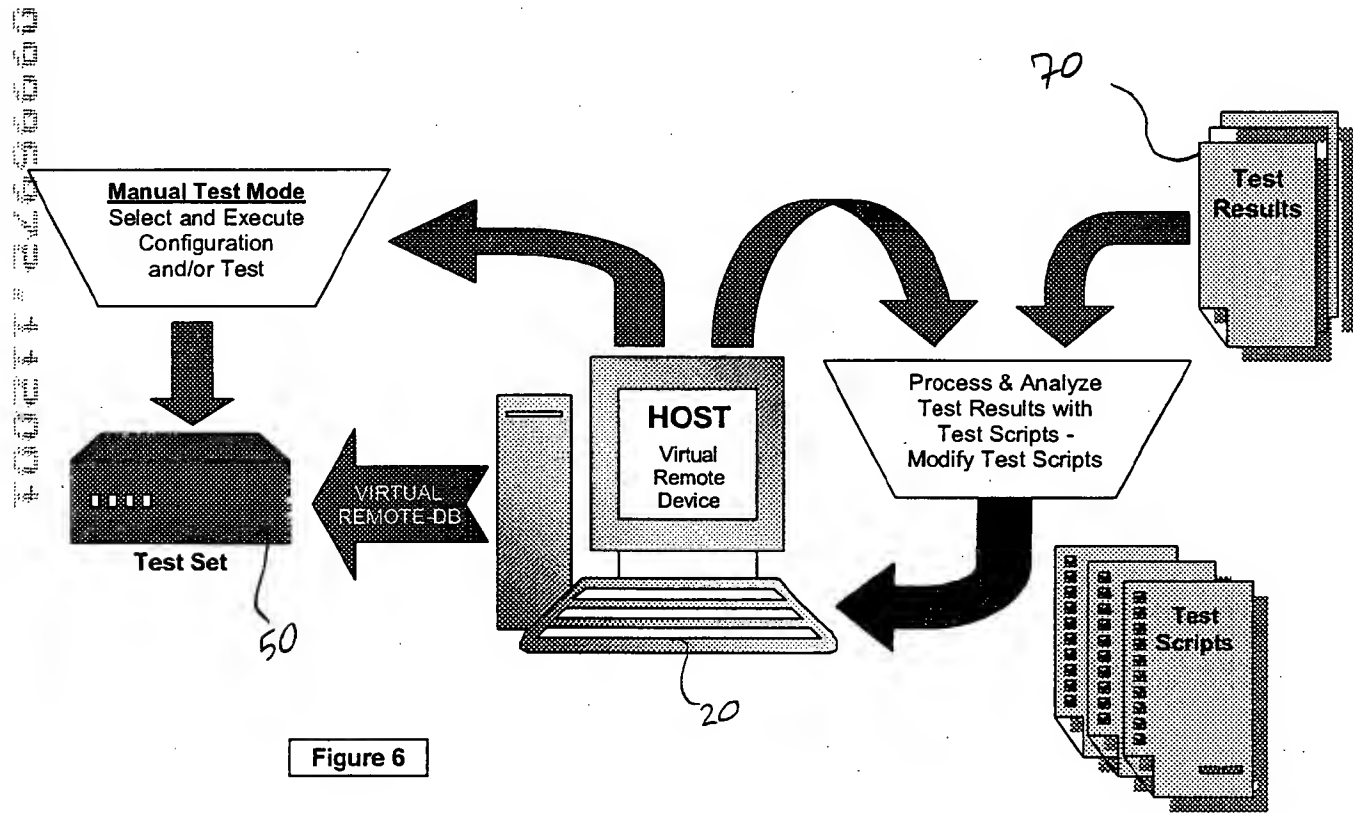 70
Test
Results
Manual Test Mode
Select and Execute
Configuration
and/or Test
HOST
Virtual
Remote
Device
Process & Analyze
Test Results with
Test Scripts -
Modify Test Scripts
VIRTUAL
REMOTE-DB
Test Set
50
20
Test
Scripts
Figure 6